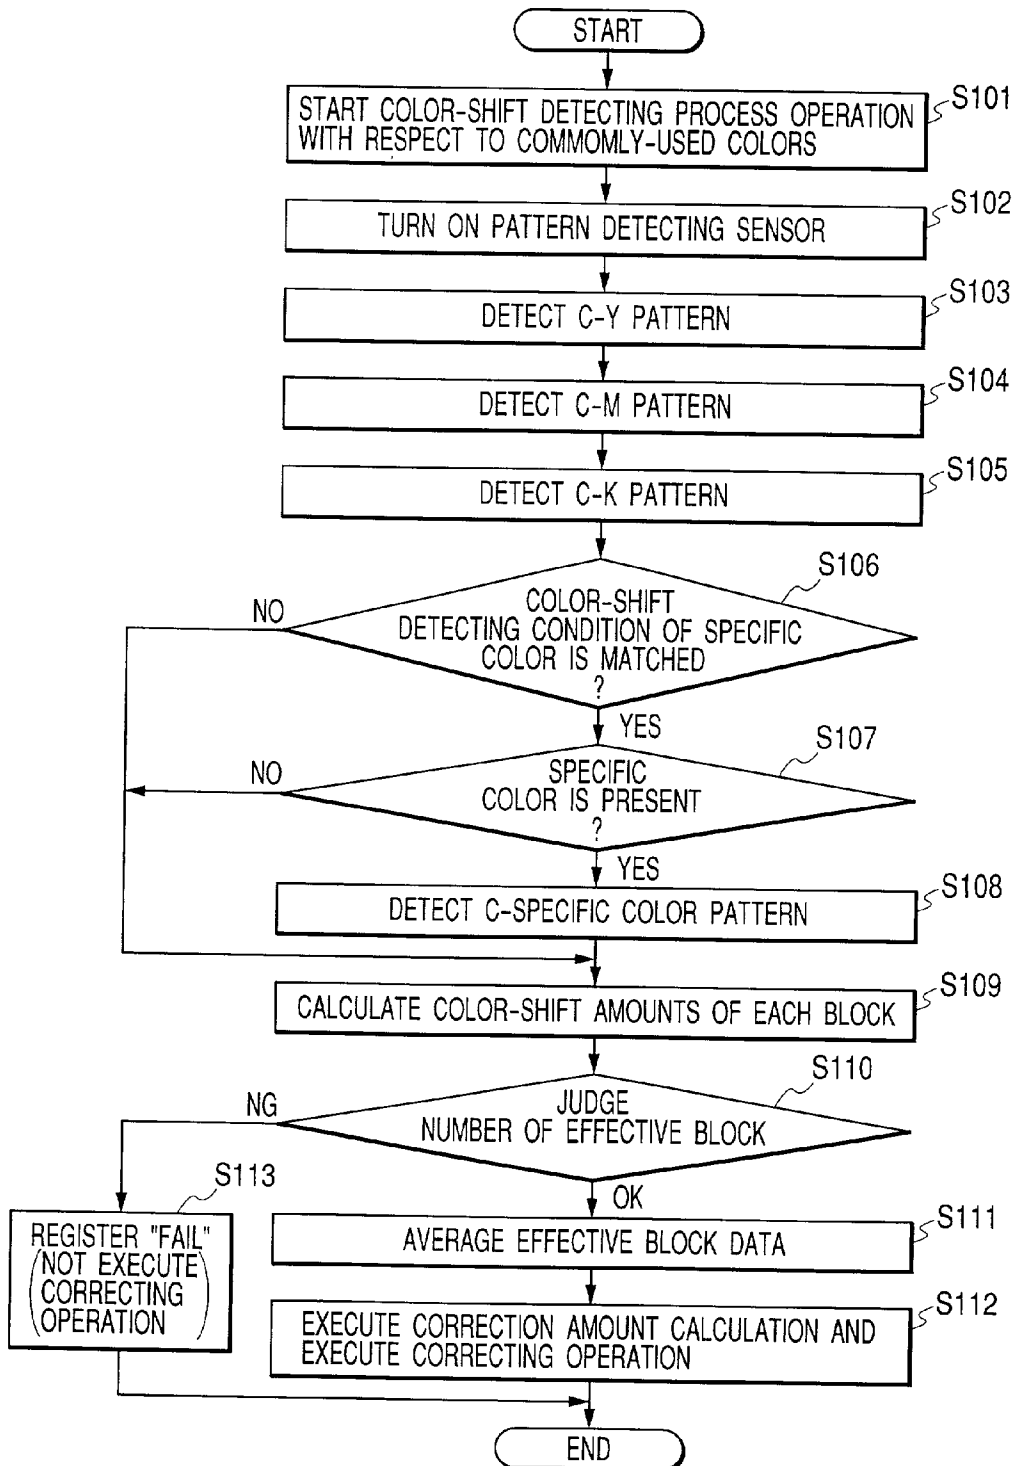 START
START COLOR-SHIFT DETECTING PROCESS OPERATION
WITH RESPECT TO COMMOMLY-USED COLORS
S101
TURN ON PATTERN DETECTING SENSOR
S102
DETECT C-Y PATTERN
S103
DETECT C-M PATTERN
S104
DETECT C-K PATTERN
S105
S106
COLOR-SHIFT
DETECTING CONDITION OF SPECIFIC
COLOR IS MATCHED
?
NO
YES
S107
SPECIFIC
COLOR IS PRESENT
?
NO
YES
DETECT C-SPECIFIC COLOR PATTERN
S108
CALCULATE COLOR-SHIFT AMOUNTS OF EACH BLOCK
S109
S110
JUDGE
NUMBER OF EFFECTIVE BLOCK
NG
OK
S113
REGISTER "FAIL"
(NOT EXECUTE
CORRECTING
OPERATION)
AVERAGE EFFECTIVE BLOCK DATA
S111
EXECUTE CORRECTION AMOUNT CALCULATION AND
EXECUTE CORRECTING OPERATION
S112
END